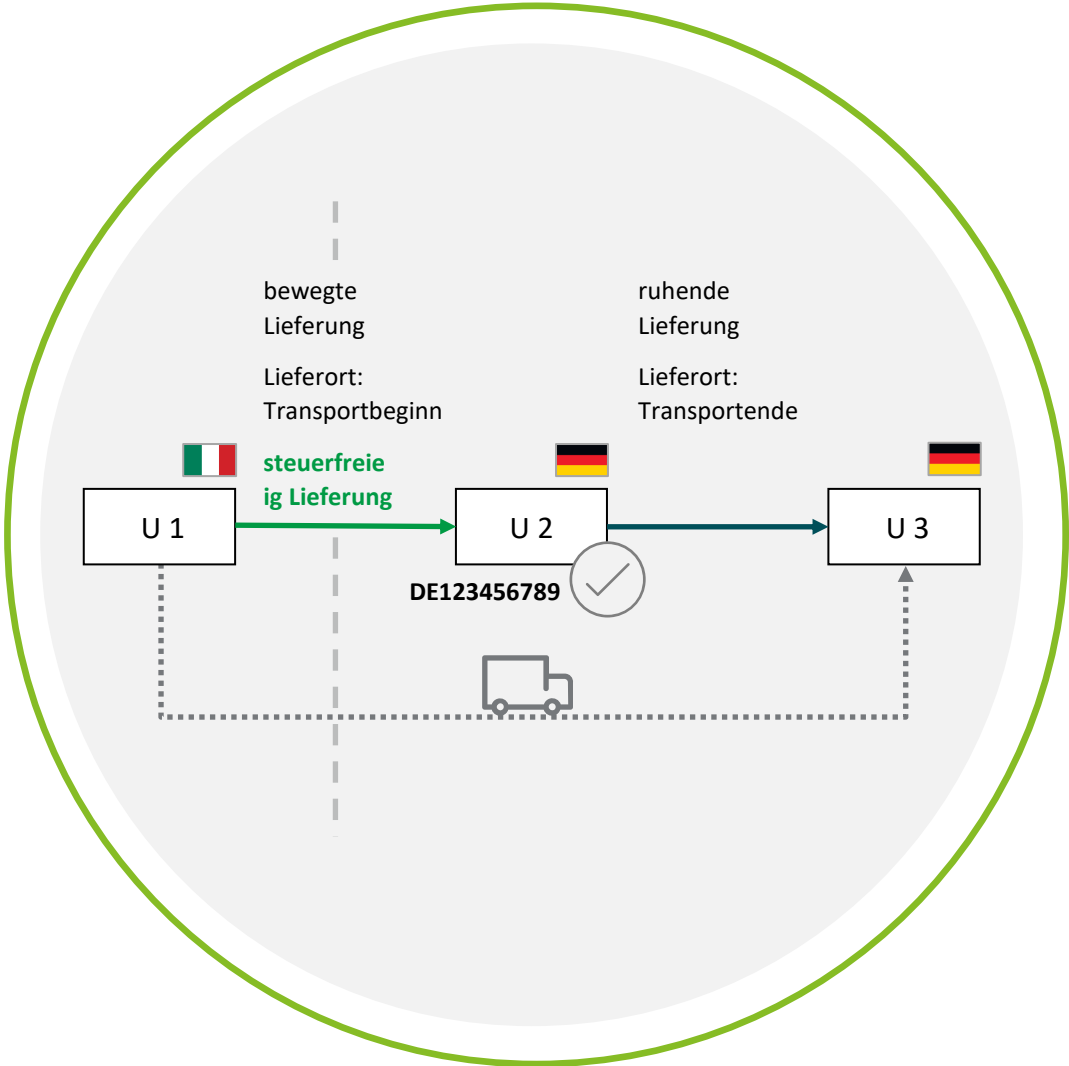 bewegte
Lieferung
Lieferort:
Transportbeginn
steuerfreie
ig Lieferung
ruhende
Lieferung
Lieferort:
Transportende
U 1
U 2
U 3
DE123456789